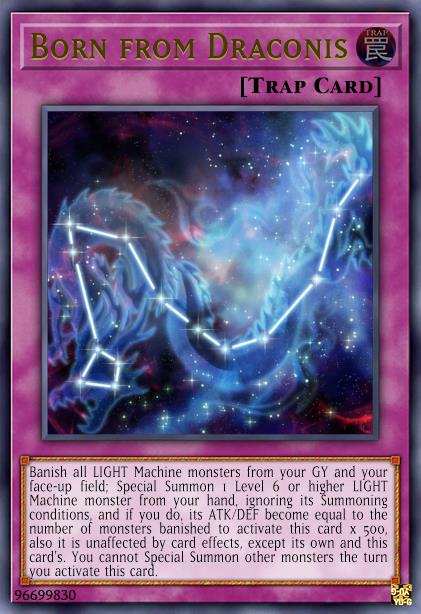 BORN FROM DRACONIS
TRAP
罠
[TRAP CARD]
Banish all LIGHT Machine monsters from your GY and your
face-up field; Special Summon 1 Level 6 or higher LIGHT
Machine monster from your hand, ignoring its Summoning
conditions, and if you do, its ATK/DEF become equal to the
number of monsters banished to activate this card x 500,
also it is unaffected by card effects, except its own and this
card's. You cannot Special Summon other monsters the turn
you activate this card.
96699830